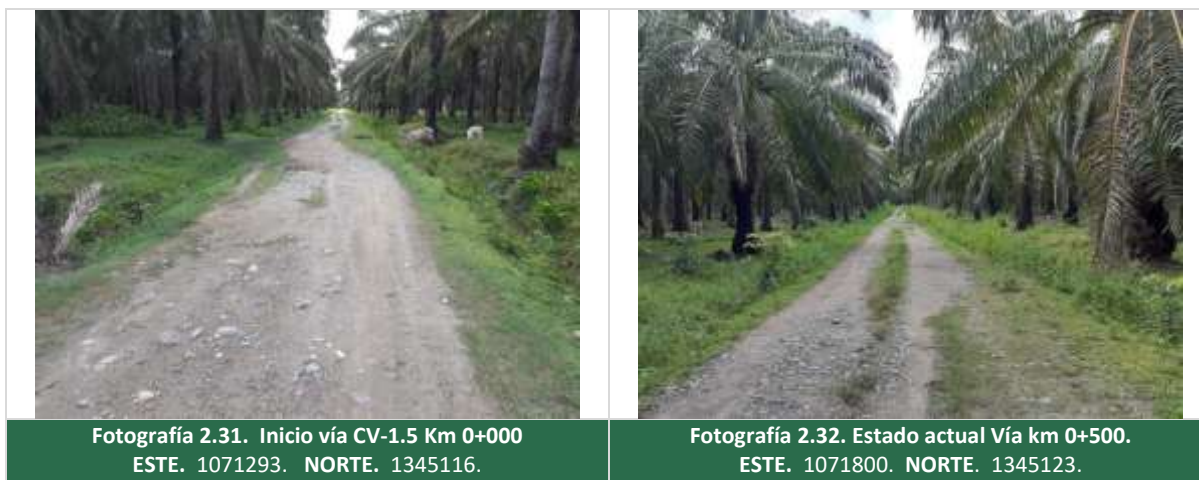 Fotografía 2.31. Inicio vía CV-1.5 Km 0+000
ESTE. 1071293. NORTE. 1345116.
Fotografía 2.32. Estado actual Vía km 0+500.
ESTE. 1071800. NORTE. 1345123.